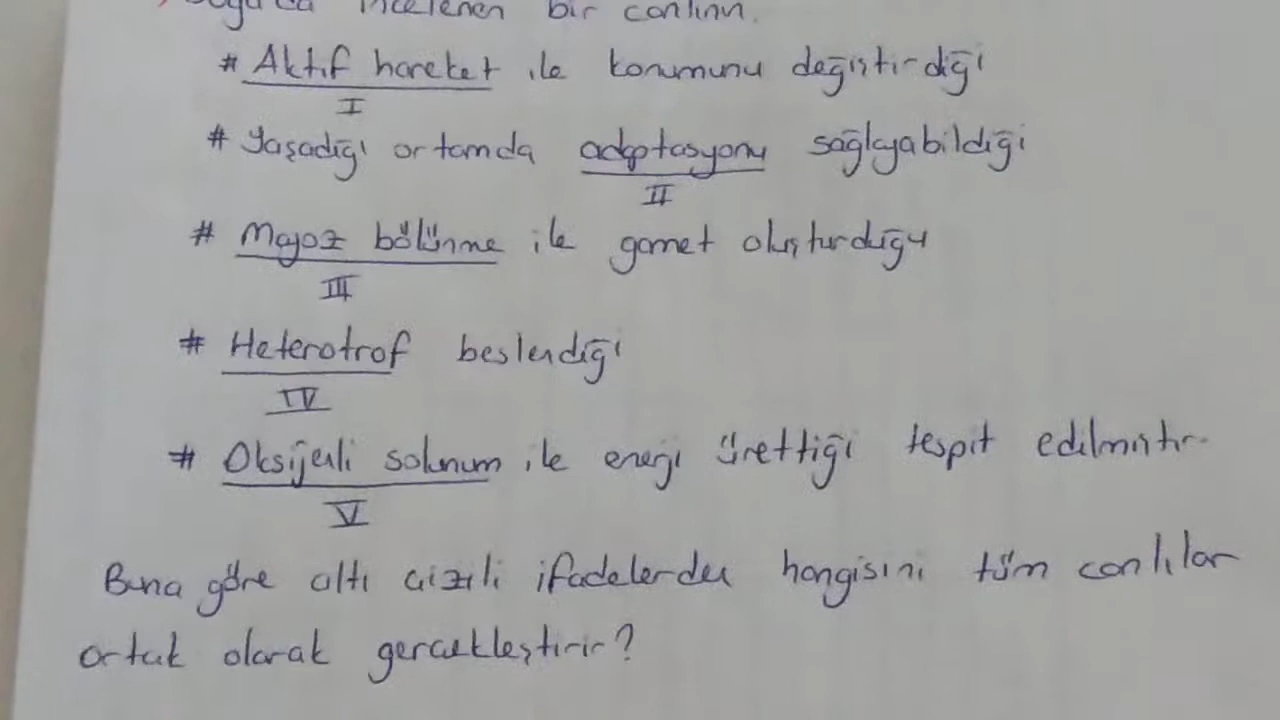 Doğada incelenen bir canlının.
# Aktif hareket ile konumunu değiştirdiği
I
# Yaşadığı ortamda adaptasyonu sağlayabildiği
II
# Mayoz bölünme ile gamet oluşturduğu
III
# Heterotrof beslendiği
IV
# Oksijenli solunum ile enerji ürettiği tespit edilmiştir.
V
Buna göre altı çizili ifadelerden hangisini tüm canlılar
ortak olarak gerçekleştirir?